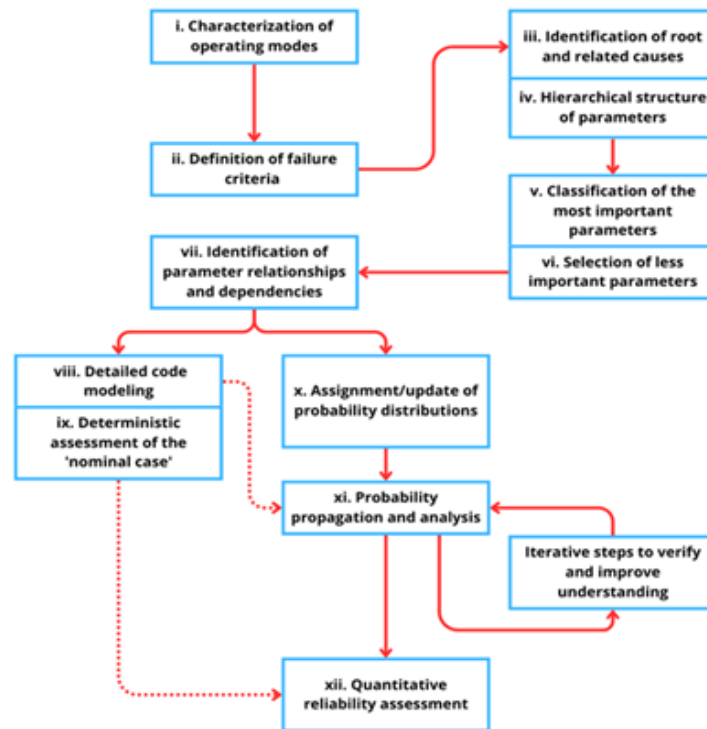 i. Characterization of
operating modes
iii. Identification of root
and related causes
iv. Hierarchical structure
of parameters
ii. Definition of failure
criteria
v. Classification of the
most important
parameters
vi. Selection of less
important parameters
vii. Identification of
parameter relationships
and dependencies
viii. Detailed code
modeling
ix. Deterministic
assessment of the
'nominal case'
x. Assignment/update of
probability distributions
xi. Probability
propagation and analysis
Iterative steps to verify
and improve
understanding
xii. Quantitative
reliability assessment